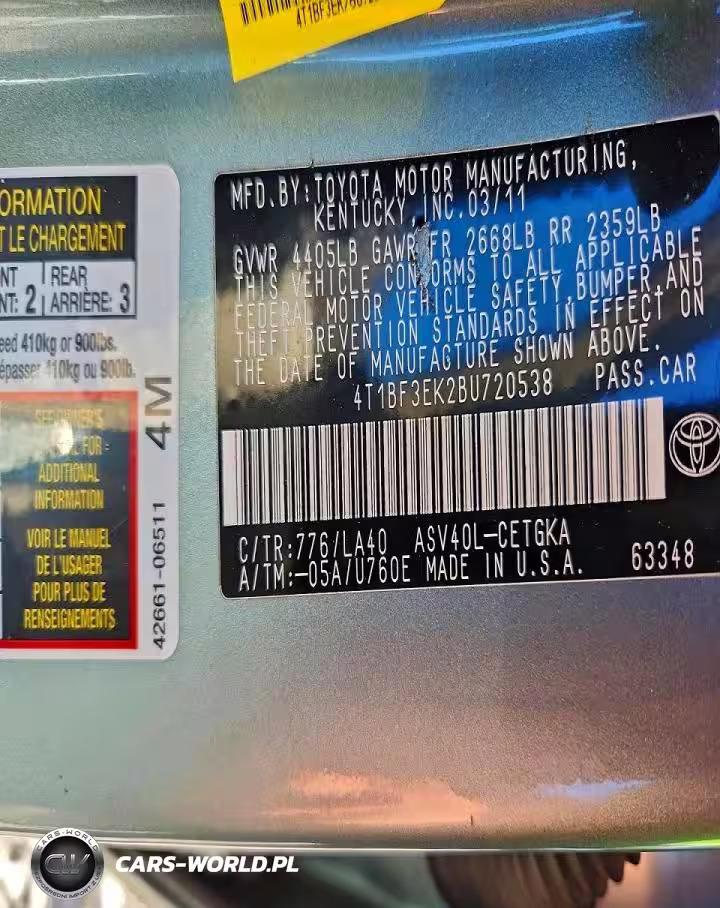 MFD.BY:TOYOTA MOTOR MANUFACTURING,
KENTUCKY, INC.03/11
GVWR 4405LB GAWR FR 2668LB RR 2359LB
THIS VEHICLE CONFORMS TO ALL APPLICABLE
FEDERAL MOTOR VEHICLE SAFETY,BUMPER,AND
THEFT PREVENTION STANDARDS IN EFFECT ON
THE DATE OF MANUFACTURE SHOWN ABOVE.
4T1BF3EK2BU720538 PASS.CAR
C/TR:776/LA40 ASV40L-CETGKA
A/TM:-05A/U760E MADE IN U.S.A. 63348
ORMATION
T LE CHARGEMENT
NT REAR
NT: 2 ARRIÈRE: 3
eed 410kg or 900lbs.
épasser 410kg ou 900lb.
SEE OWNER'S
FOR
ADDITIONAL
INFORMATION
VOIR LE MANUEL
DE L'USAGER
POUR PLUS DE
RENSEIGNEMENTS
4M
42661-06511
CARS-WORLD
CW
CARS-WORLD.PL